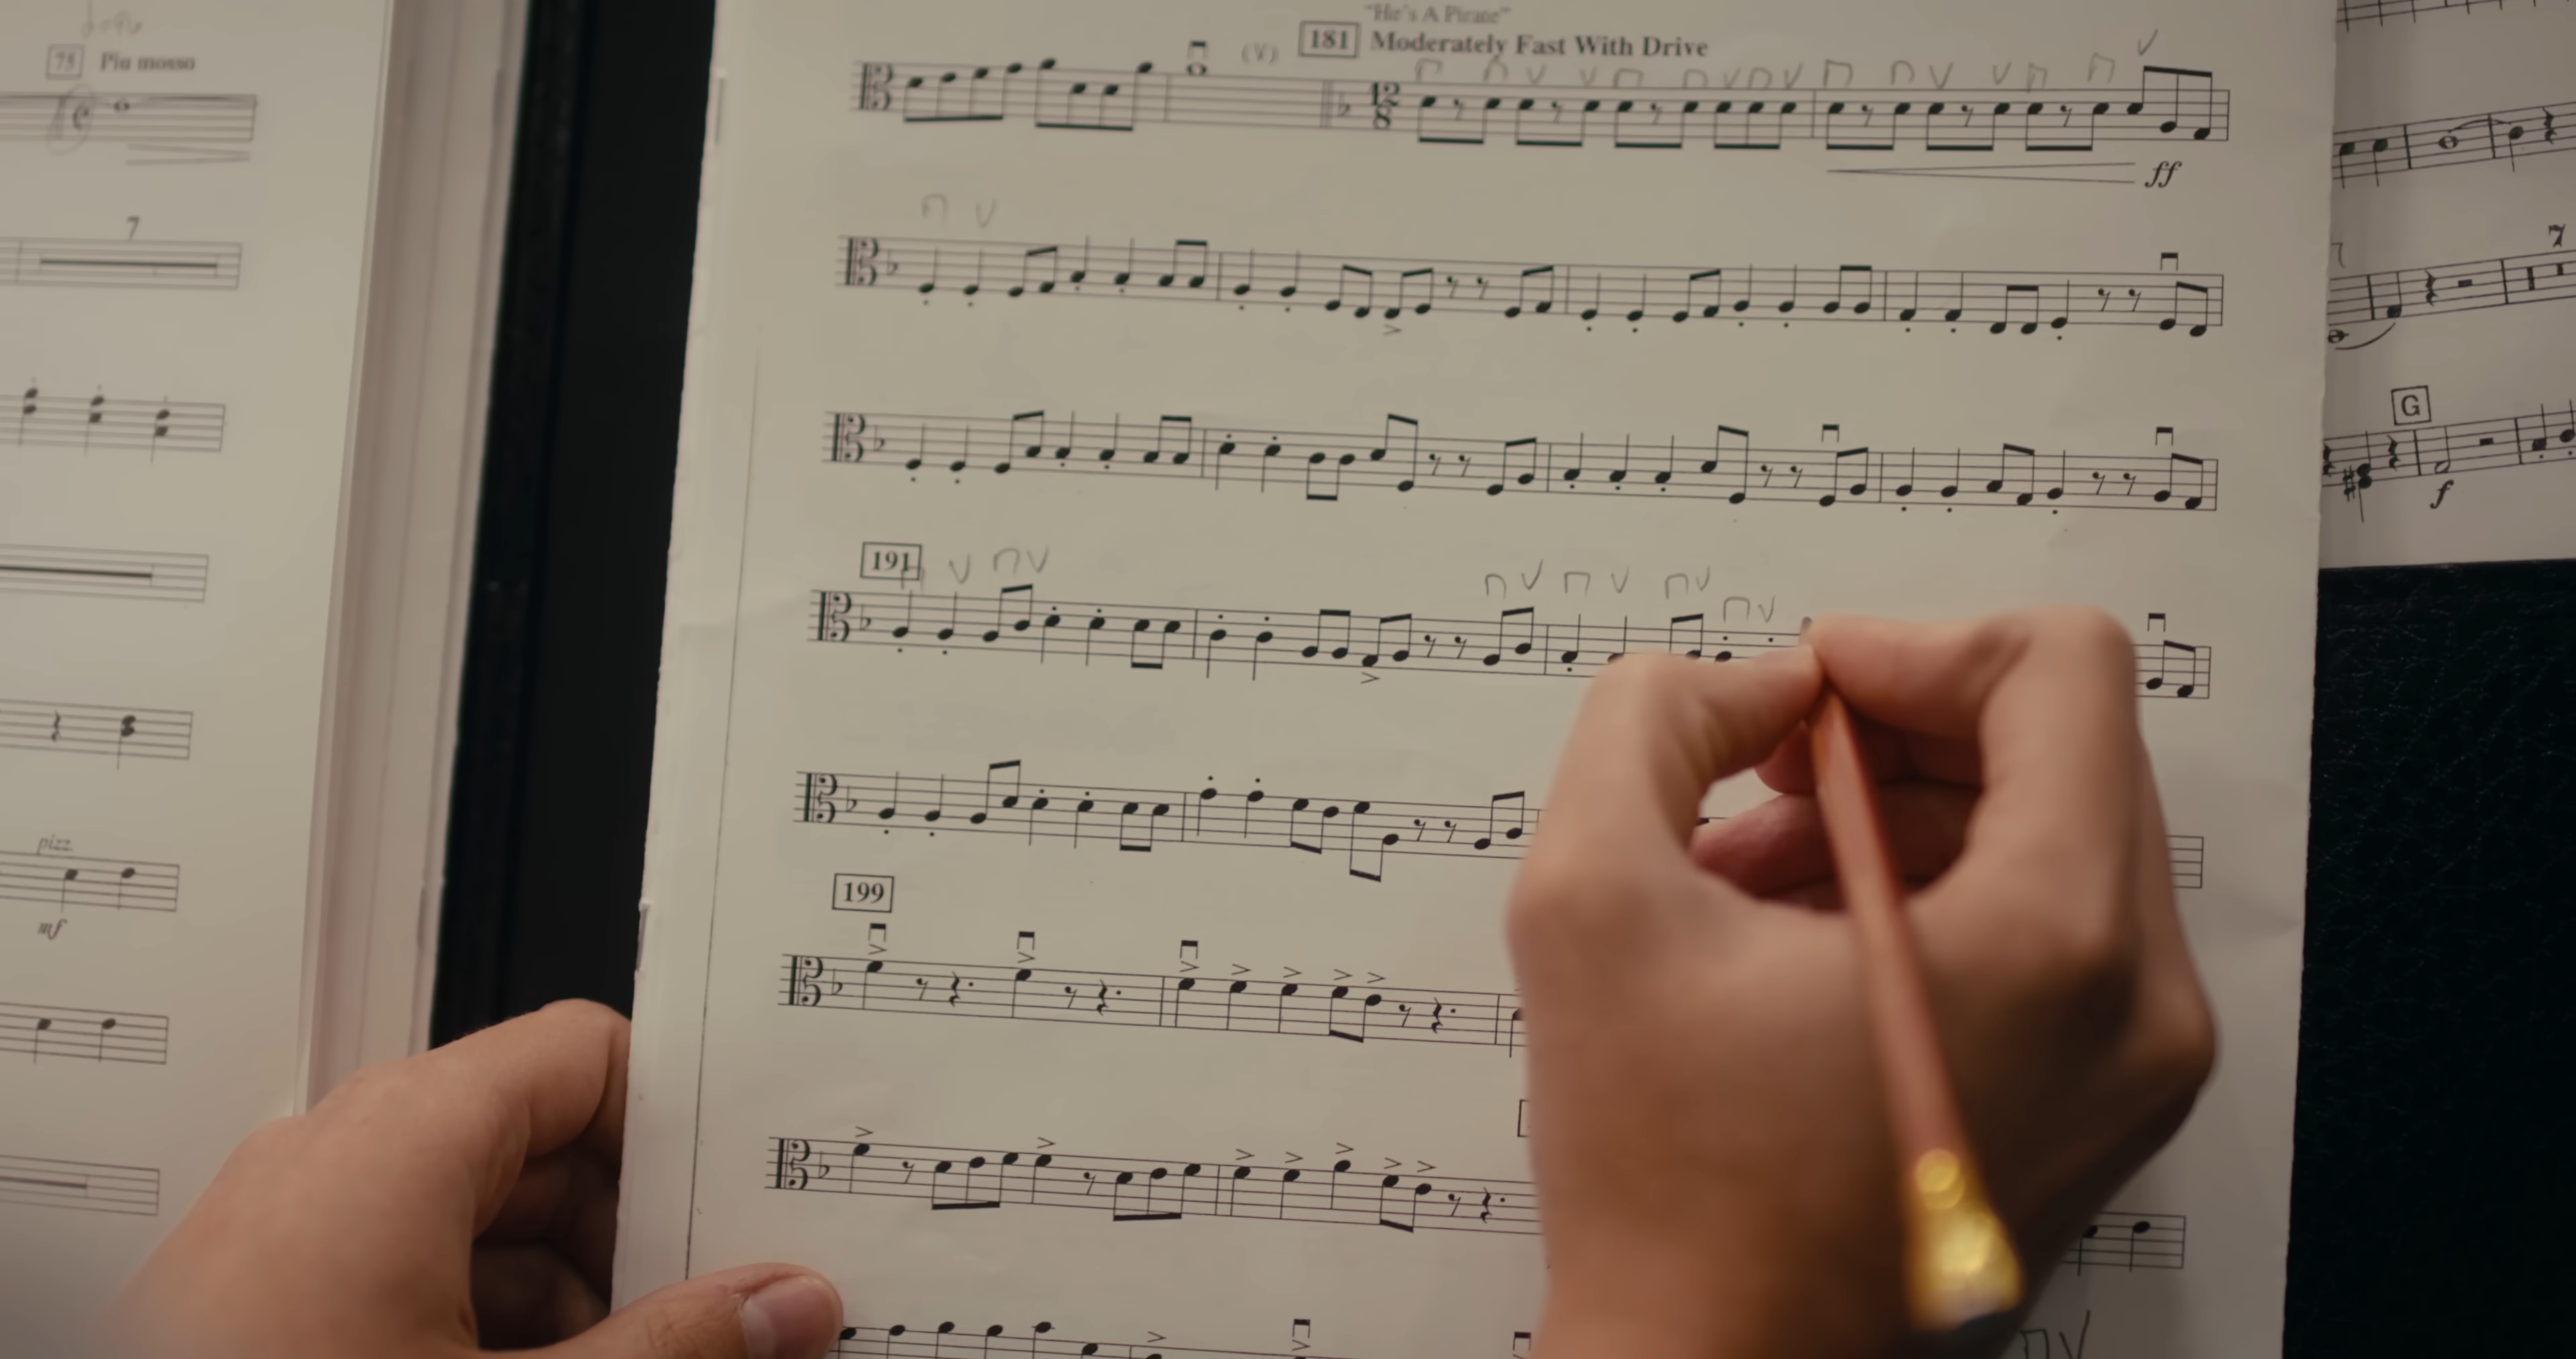 75 Piu mosso
7
pizz.
mf
"He's A Pirate"
(V) 181 Moderately Fast With Drive
12
8
ff
191
199
7
G
f